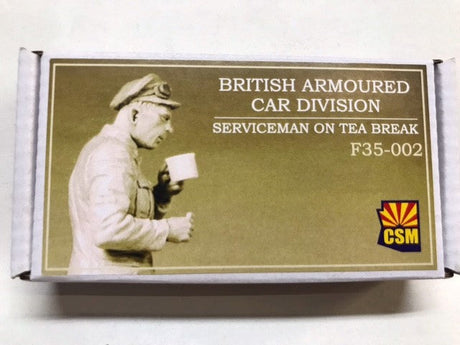 BRITISH ARMOURED
CAR DIVISION
SERVICEMAN ON TEA BREAK
F35-002
CSM